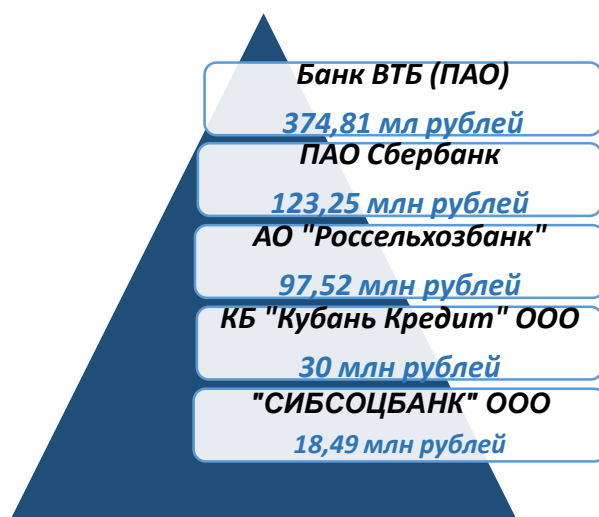 Банк ВТБ (ПАО)
374,81 мл рублей
ПАО Сбербанк
123,25 млн рублей
АО "Россельхозбанк"
97,52 млн рублей
КБ "Кубань Кредит" ООО
30 млн рублей
"СИБСОЦБАНК" ООО
18,49 млн рублей